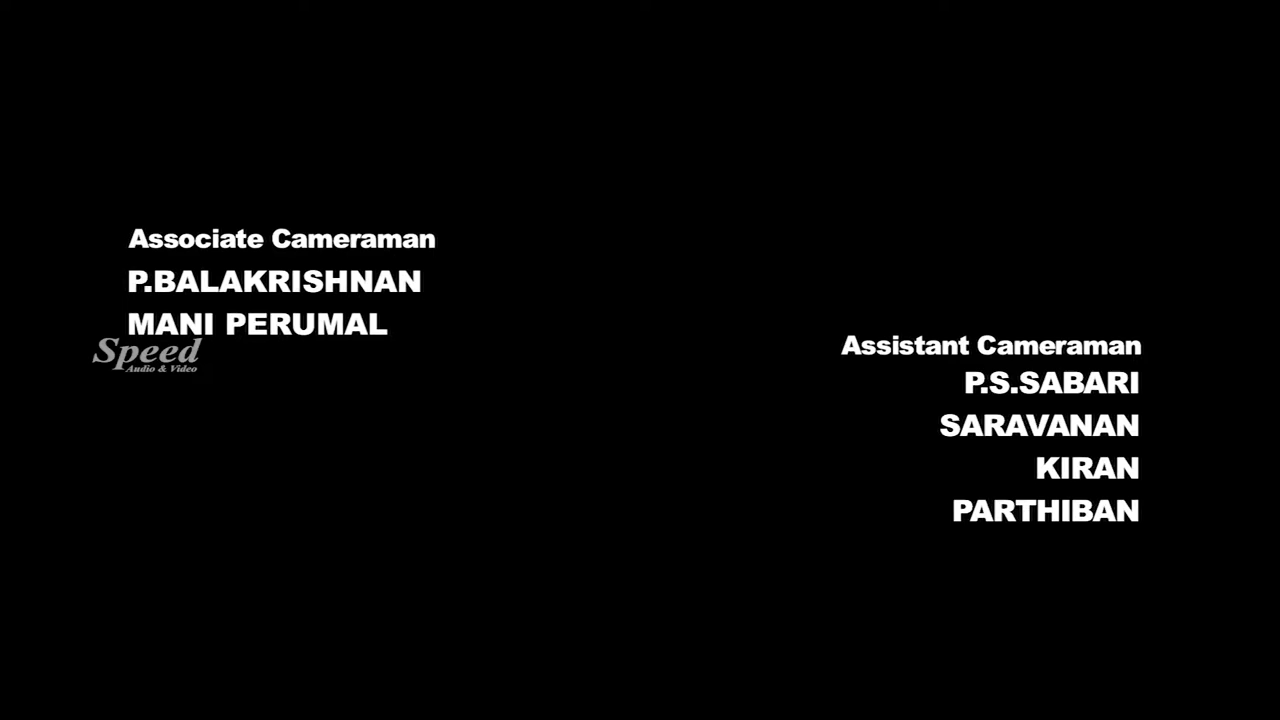 Associate Cameraman
P.BALAKRISHNAN
MANI PERUMAL
Speed
Audio & Video
Assistant Cameraman
P.S.SABARI
SARAVANAN
KIRAN
PARTHIBAN